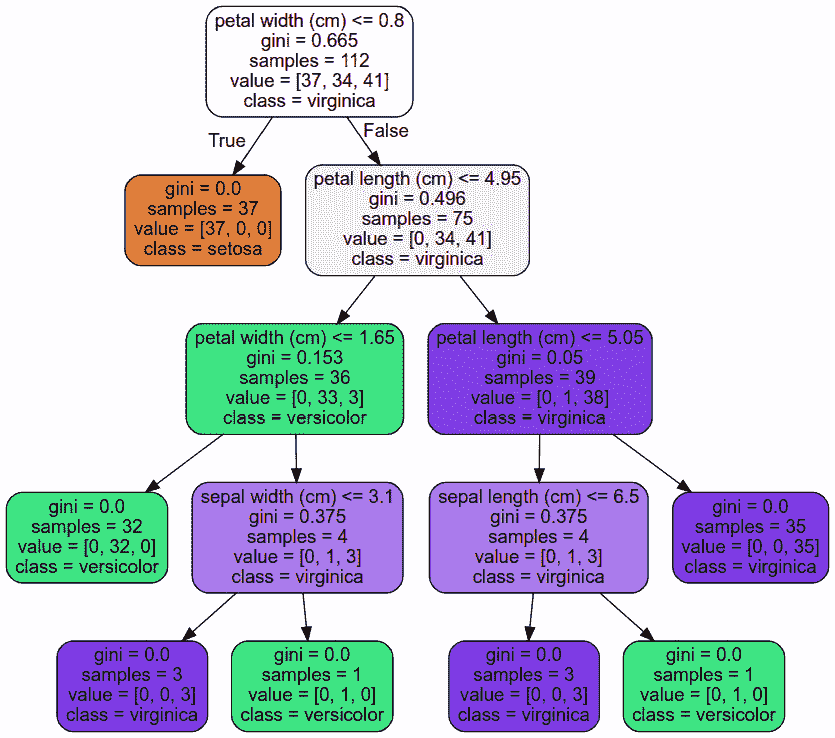 petal width (cm) <= 0.8
gini = 0.665
samples = 112
value = [37, 34, 41]
class = virginica
True
False
gini = 0.0
samples = 37
value = [37, 0, 0]
class = setosa
petal length (cm) <= 4.95
gini = 0.496
samples = 75
value = [0, 34, 41]
class = virginica
petal width (cm) <= 1.65
gini = 0.153
samples = 36
value = [0, 33, 3]
class = versicolor
petal length (cm) <= 5.05
gini = 0.05
samples = 39
value = [0, 1, 38]
class = virginica
gini = 0.0
samples = 32
value = [0, 32, 0]
class = versicolor
sepal width (cm) <= 3.1
gini = 0.375
samples = 4
value = [0, 1, 3]
class = virginica
sepal length (cm) <= 6.5
gini = 0.375
samples = 4
value = [0, 1, 3]
class = virginica
gini = 0.0
samples = 35
value = [0, 0, 35]
class = virginica
gini = 0.0
samples = 3
value = [0, 0, 3]
class = virginica
gini = 0.0
samples = 1
value = [0, 1, 0]
class = versicolor
gini = 0.0
samples = 3
value = [0, 0, 3]
class = virginica
gini = 0.0
samples = 1
value = [0, 1, 0]
class = versicolor